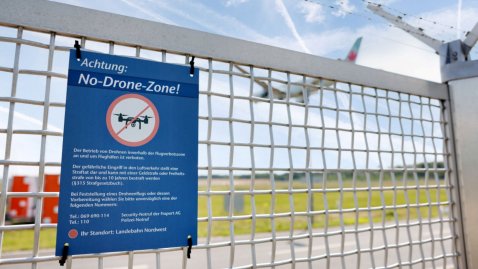 Achtung:
No-Drone-Zone!
Der Betrieb von Drohnen innerhalb der Flugverbotszone
an und um Flughäfen ist verboten.
Der gefährliche Eingriff in den Luftverkehr stellt eine
Straftat dar und kann mit einer Geldstrafe oder Freiheits-
strafe von bis zu 10 Jahren bestraft werden
(§315 Strafgesetzbuch).
Bei Feststellung eines Drohnenflugs oder dessen
Vorbereitung wählen Sie bitte unverzüglich eine der
folgenden Nummern:
Tel.: 069 690-114 Security-Notruf der Fraport AG
Tel.: 110 Polizei-Notruf
Ihr Standort: Landebahn Nordwest